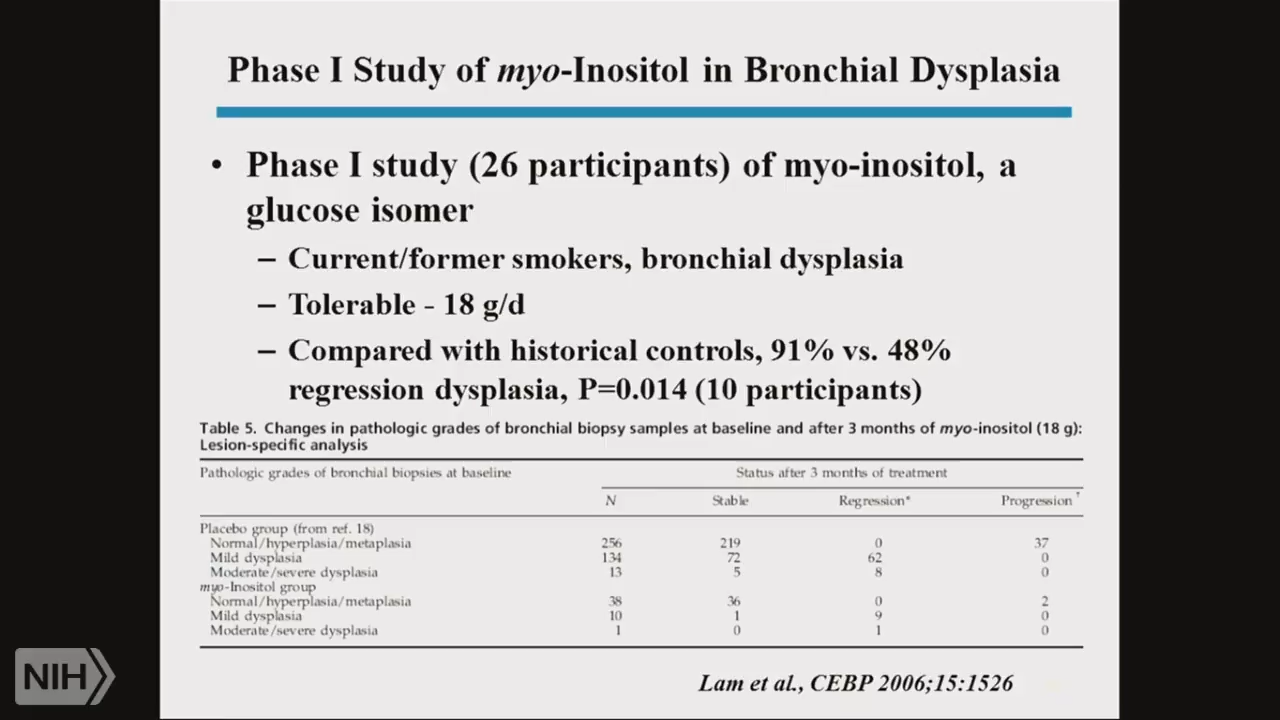 Phase I Study of myo-Inositol in Bronchial Dysplasia
• Phase I study (26 participants) of myo-inositol, a
glucose isomer
– Current/former smokers, bronchial dysplasia
– Tolerable - 18 g/d
– Compared with historical controls, 91% vs. 48%
regression dysplasia, P=0.014 (10 participants)
Table 5. Changes in pathologic grades of bronchial biopsy samples at baseline and after 3 months of myo-inositol (18 g):
Lesion-specific analysis
Pathologic grades of bronchial biopsies at baseline Status after 3 months of treatment
N Stable Regression* Progression†
Placebo group (from ref. 18)
Normal/hyperplasia/metaplasia 256 219 0 37
Mild dysplasia 134 72 62 0
Moderate/severe dysplasia 13 5 8 0
myo-Inositol group
Normal/hyperplasia/metaplasia 38 36 0 2
Mild dysplasia 10 1 9 0
Moderate/severe dysplasia 1 0 1 0
NIH
Lam et al., CEBP 2006;15:1526